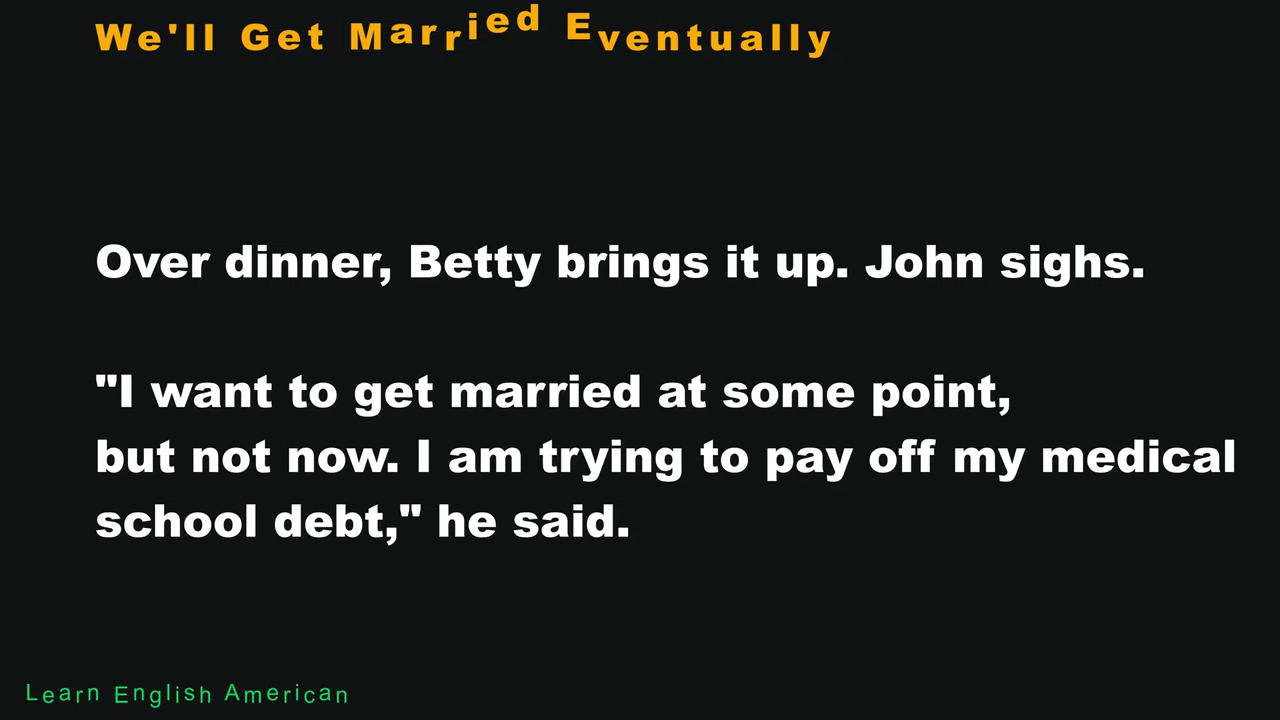 We'll Get Married Eventually
Over dinner, Betty brings it up. John sighs.
"I want to get married at some point,
but not now. I am trying to pay off my medical
school debt," he said.
Learn English American